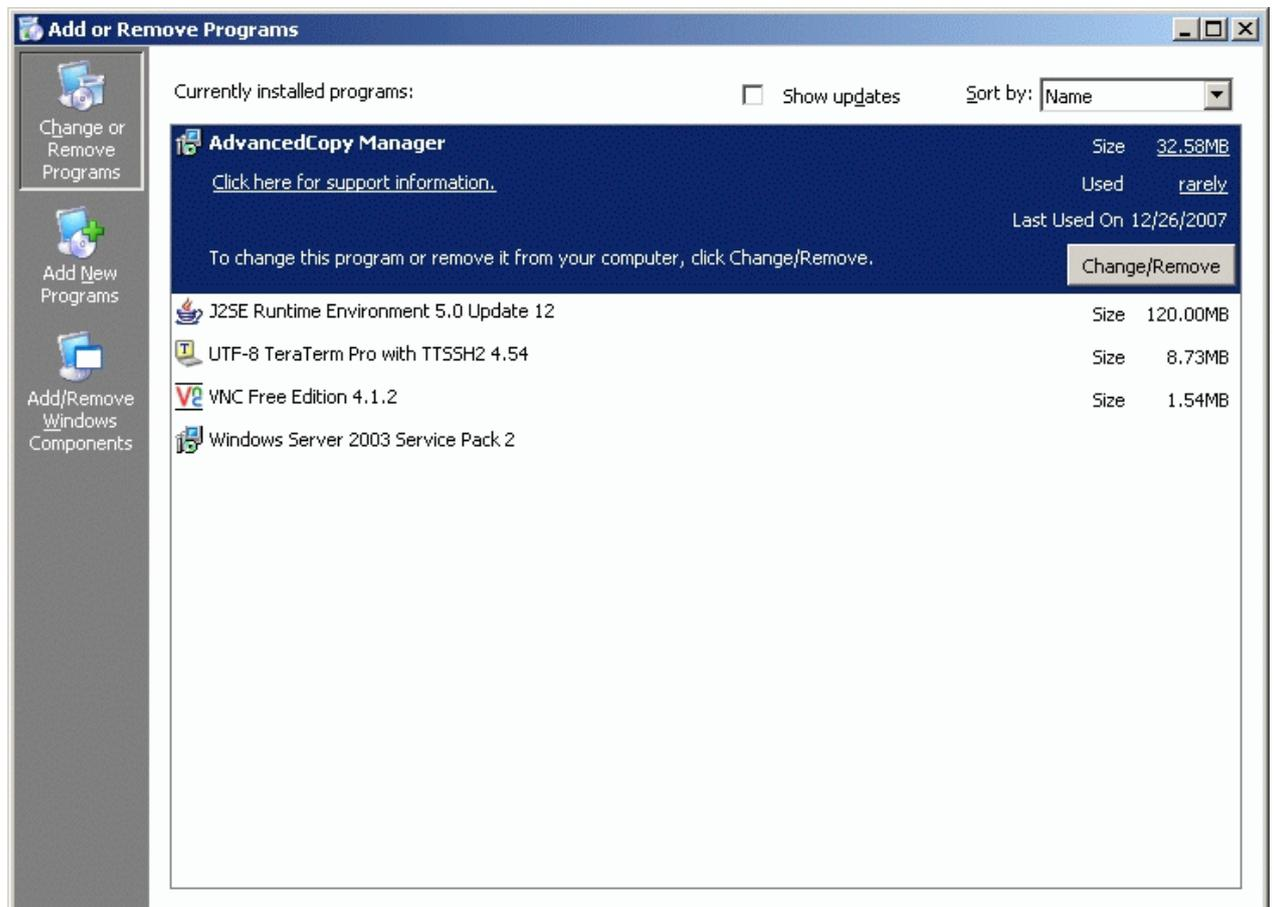 Add or Remove Programs
Change or
Remove
Programs
Add New
Programs
Add/Remove
Windows
Components
Currently installed programs:
Show updates
Sort by: Name
AdvancedCopy Manager
Size 32.58MB
Click here for support information.
Used rarely
Last Used On 12/26/2007
To change this program or remove it from your computer, click Change/Remove.
Change/Remove
J2SE Runtime Environment 5.0 Update 12
Size 120.00MB
UTF-8 TeraTerm Pro with TTSSH2 4.54
Size 8.73MB
VNC Free Edition 4.1.2
Size 1.54MB
Windows Server 2003 Service Pack 2